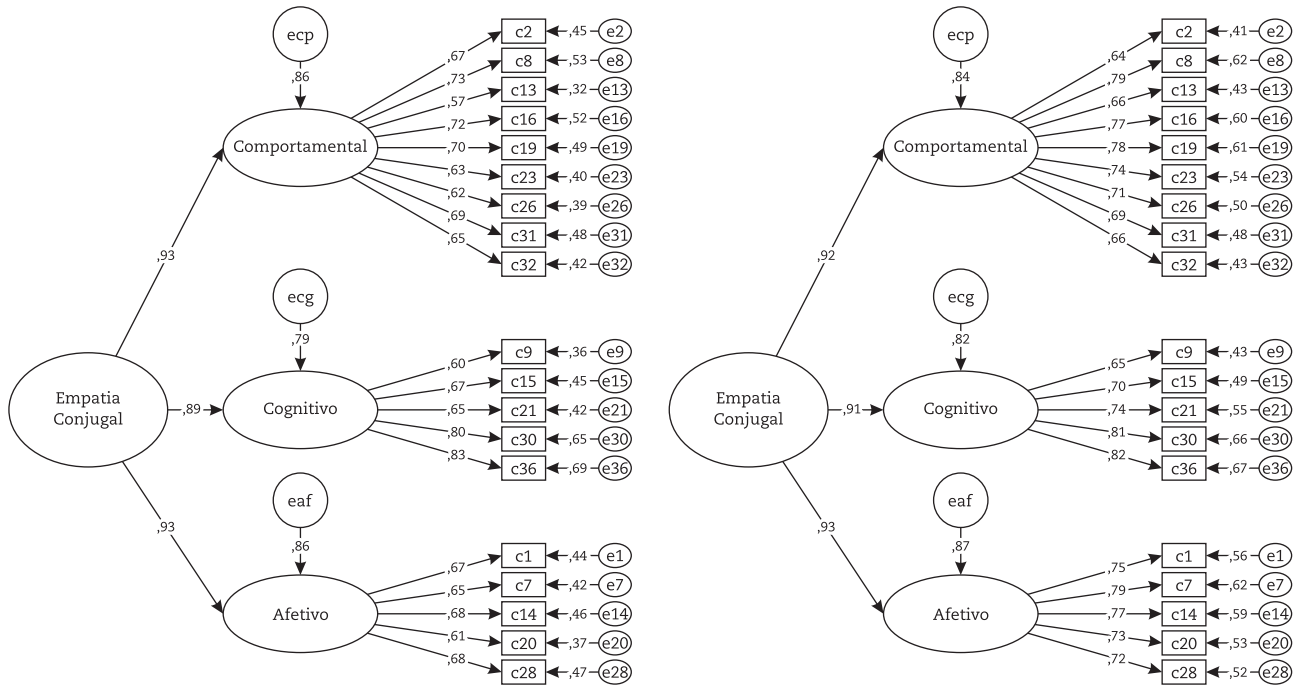 ecp
,86
Comportamental
,67 c2 ,45 e2
,73 c8 ,53 e8
,57 c13 ,32 e13
,72 c16 ,52 e16
,70 c19 ,49 e19
,63 c23 ,40 e23
,62 c26 ,39 e26
,69 c31 ,48 e31
,65 c32 ,42 e32
,93
ecg
,79
Empatia
Conjugal
,89
Cognitivo
,60 c9 ,36 e9
,67 c15 ,45 e15
,65 c21 ,42 e21
,80 c30 ,65 e30
,83 c36 ,69 e36
,93
eaf
,86
Afetivo
,67 c1 ,44 e1
,65 c7 ,42 e7
,68 c14 ,46 e14
,61 c20 ,37 e20
,68 c28 ,47 e28
ecp
,84
Comportamental
,64 c2 ,41 e2
,79 c8 ,62 e8
,66 c13 ,43 e13
,77 c16 ,60 e16
,78 c19 ,61 e19
,74 c23 ,54 e23
,71 c26 ,50 e26
,69 c31 ,48 e31
,66 c32 ,43 e32
,92
ecg
,82
Empatia
Conjugal
,91
Cognitivo
,65 c9 ,43 e9
,70 c15 ,49 e15
,74 c21 ,55 e21
,81 c30 ,66 e30
,82 c36 ,67 e36
,93
eaf
,87
Afetivo
,75 c1 ,56 e1
,79 c7 ,62 e7
,77 c14 ,59 e14
,73 c20 ,53 e20
,72 c28 ,52 e28